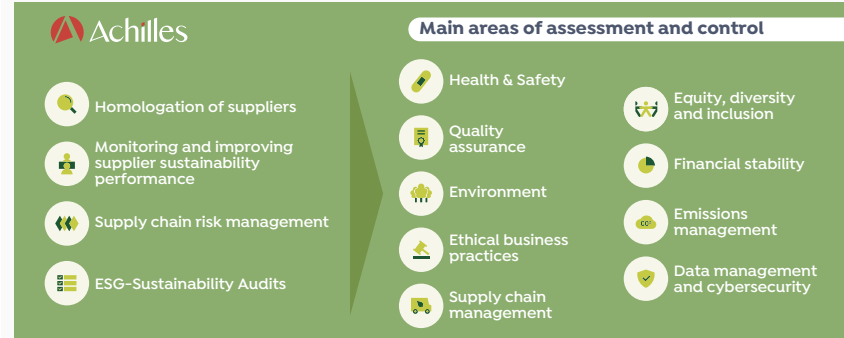 Achilles
Homologation of suppliers
Monitoring and improving
supplier sustainability
performance
Supply chain risk management
ESG-Sustainability Audits
Main areas of assessment and control
Health & Safety
Quality
assurance
Environment
Ethical business
practices
Supply chain
management
Equity, diversity
and inclusion
Financial stability
Emissions
management
Data management
and cybersecurity